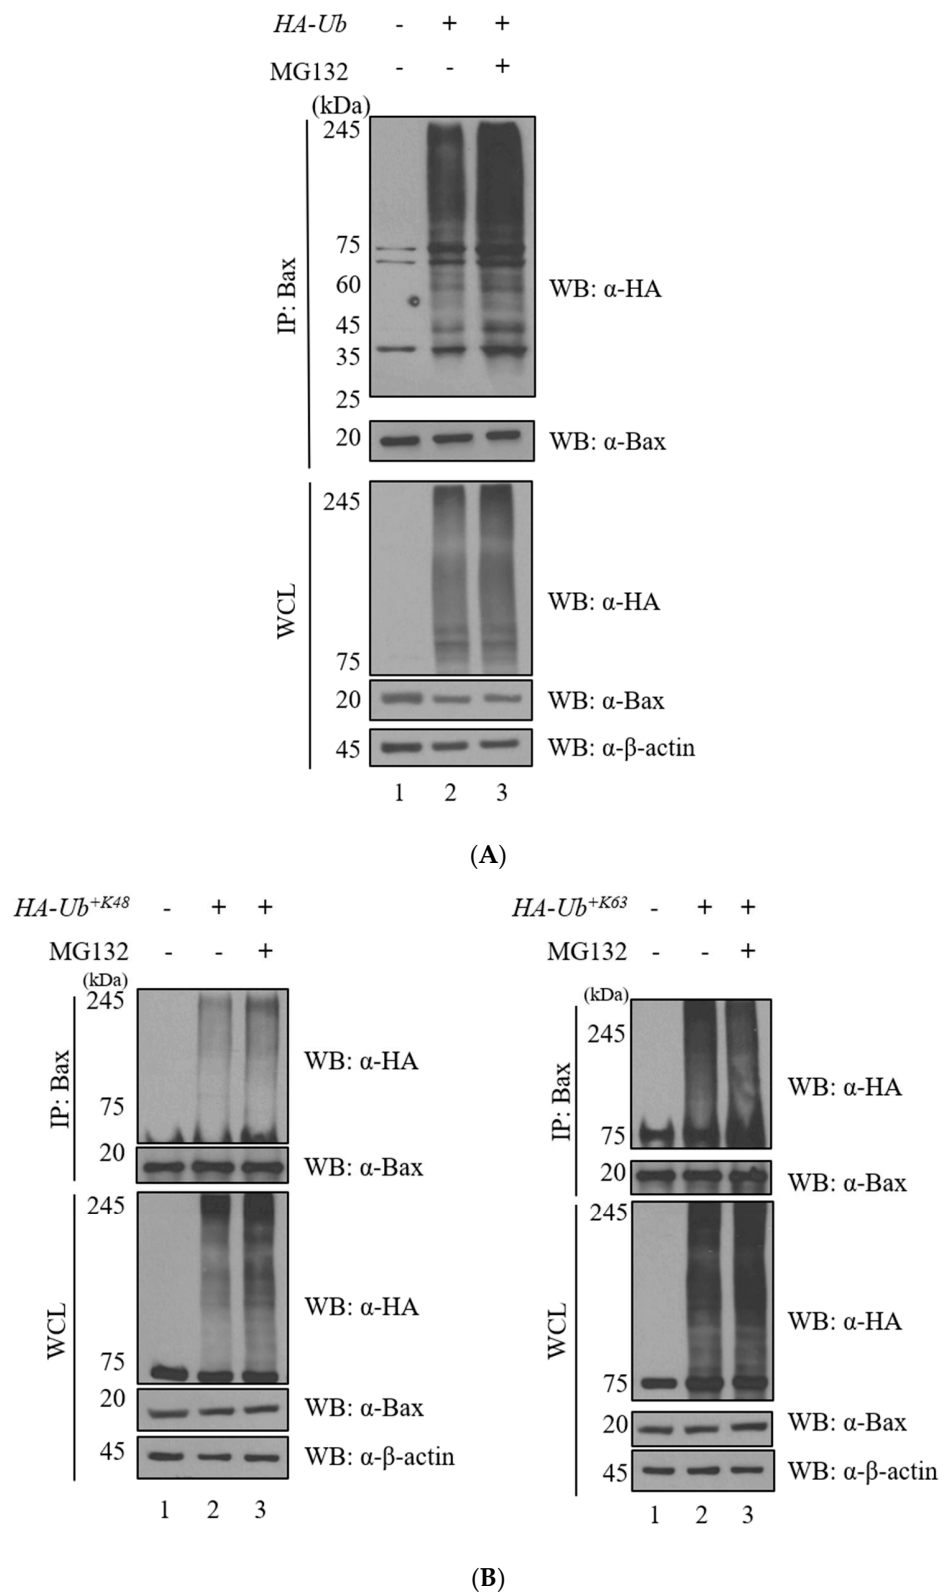 HA-Ub - + +
MG132 - - +
(kDa)
245
75
60
45
35
25
IP: Bax
WB: α-HA
20
WB: α-Bax
245
75
WCL
WB: α-HA
20
WB: α-Bax
45
WB: α-β-actin
1 2 3
(A)
HA-Ub+K48 - + +
MG132 - - +
(kDa)
245
75
IP: Bax
WB: α-HA
20
WB: α-Bax
245
75
WCL
WB: α-HA
20
WB: α-Bax
45
WB: α-β-actin
1 2 3
HA-Ub+K63 - + +
MG132 - - +
(kDa)
245
75
IP: Bax
WB: α-HA
20
WB: α-Bax
245
75
WCL
WB: α-HA
20
WB: α-Bax
45
WB: α-β-actin
1 2 3
(B)